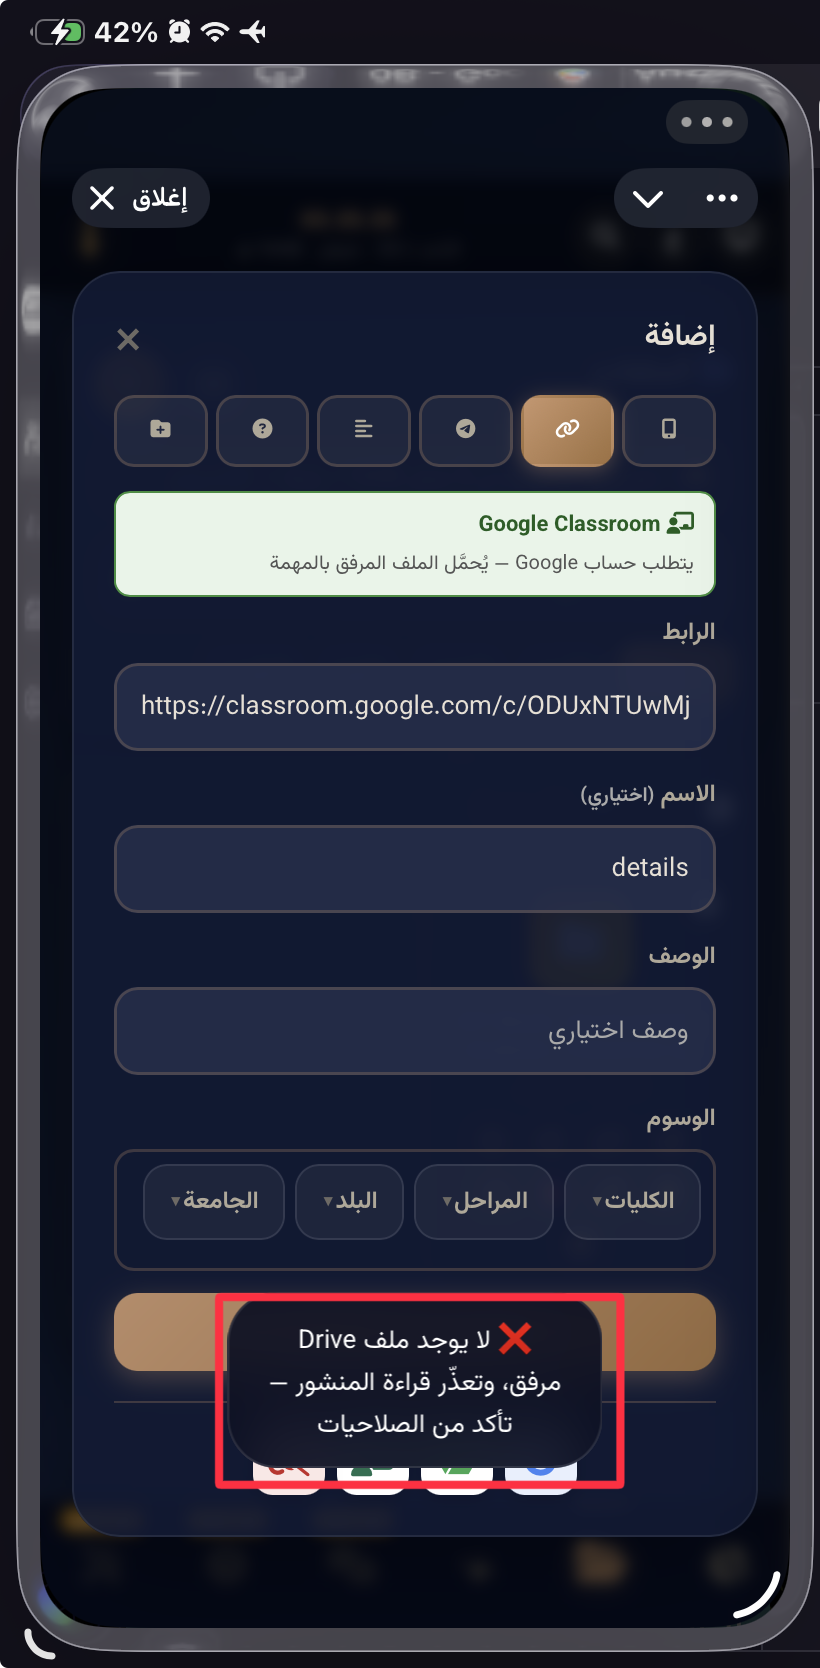 42%
إغلاق
إضافة
Google Classroom
يتطلب حساب Google — يُحمَّل الملف المرفق بالمهمة
الرابط
https://classroom.google.com/c/ODUxNTUwMj
الاسم (اختياري)
details
الوصف
وصف اختياري
الوسوم
الكليات▾ المراحل▾ البلد▾ الجامعة▾
❌ لا يوجد ملف Drive
مرفق، وتعذّر قراءة المنشور —
تأكد من الصلاحيات